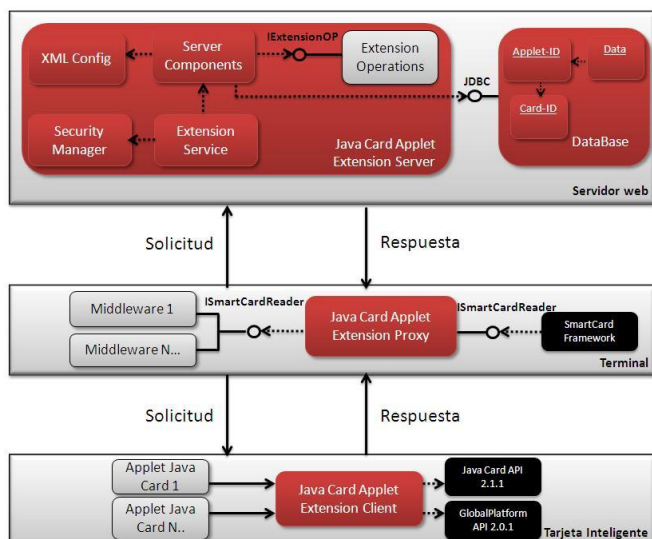 IExtensionOP
XML Config
Server
Components
Extension
Operations
JDBC
Applet-ID
Data
Card-ID
DataBase
Security
Manager
Extension
Service
Java Card Applet
Extension Server
Servidor web
Solicitud
Respuesta
Middleware 1
Middleware N...
ISmartCardReader
Java Card Applet
Extension Proxy
ISmartCardReader
SmartCard
Framework
Terminal
Solicitud
Respuesta
Applet Java
Card 1
Applet Java
Card N..
Java Card Applet
Extension Client
Java Card API
2.1.1
GlobalPlatform
API 2.0.1
Tarjeta Inteligente